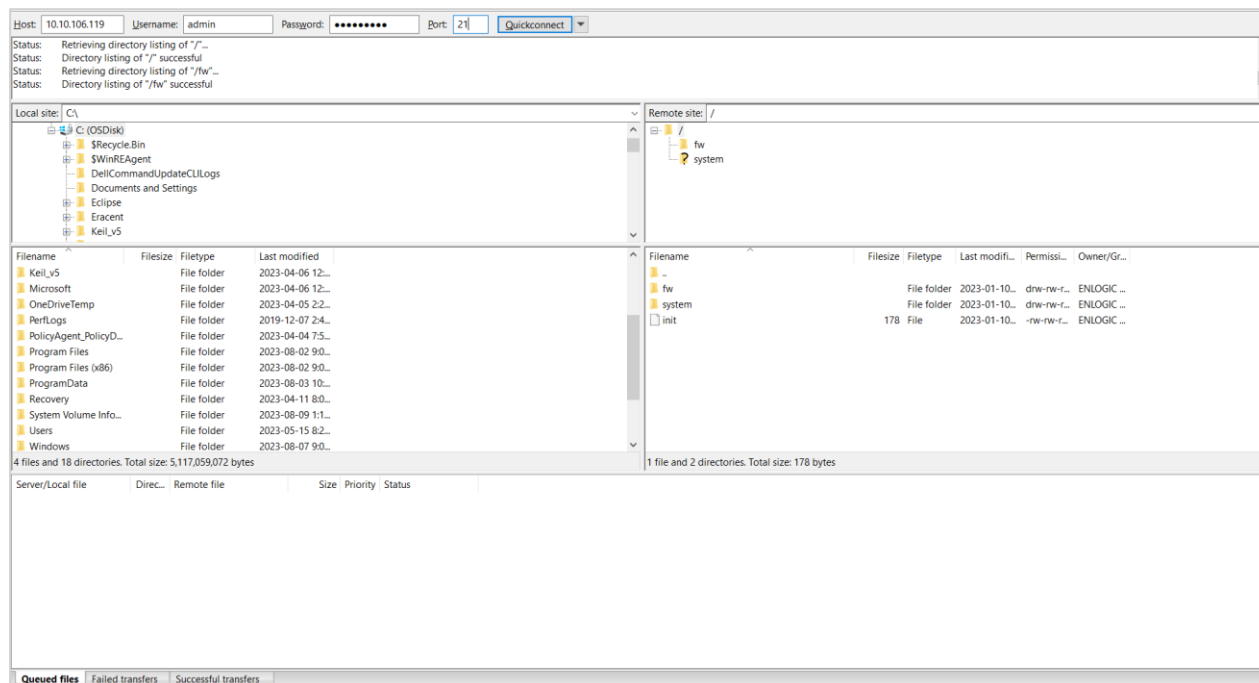 Host: 10.10.106.119 Username: admin Password: ●●●●●●●●● Port: 21 Quickconnect
Status: Retrieving directory listing of "/"...
Status: Directory listing of "/" successful
Status: Retrieving directory listing of "/fw"...
Status: Directory listing of "/fw" successful
Local site: C:\
C: (OSDisk)
$Recycle.Bin
$WinREAgent
DellCommandUpdateCLILogs
Documents and Settings
Eclipse
Eracent
Keil_v5
Remote site: /
/
fw
system
Filename Filesize Filetype Last modified
Keil_v5 File folder 2023-04-06 12:...
Microsoft File folder 2023-04-06 12:...
OneDriveTemp File folder 2023-04-05 2:2...
PerfLogs File folder 2019-12-07 2:4...
PolicyAgent_PolicyD... File folder 2023-04-04 7:5...
Program Files File folder 2023-08-02 9:0...
Program Files (x86) File folder 2023-08-02 9:0...
ProgramData File folder 2023-08-03 10:...
Recovery File folder 2023-04-11 8:0...
System Volume Info... File folder 2023-08-09 1:1...
Users File folder 2023-05-15 8:2...
Windows File folder 2023-08-07 9:0...
4 files and 18 directories. Total size: 5,117,059,072 bytes
Filename Filesize Filetype Last modifi... Permissi... Owner/Gr...
..
fw File folder 2023-01-10... drw-rw-r... ENLOGIC ...
system File folder 2023-01-10... drw-rw-r... ENLOGIC ...
init 178 File 2023-01-10... -rw-rw-r... ENLOGIC ...
1 file and 2 directories. Total size: 178 bytes
Server/Local file Direc... Remote file Size Priority Status
Queued files Failed transfers Successful transfers